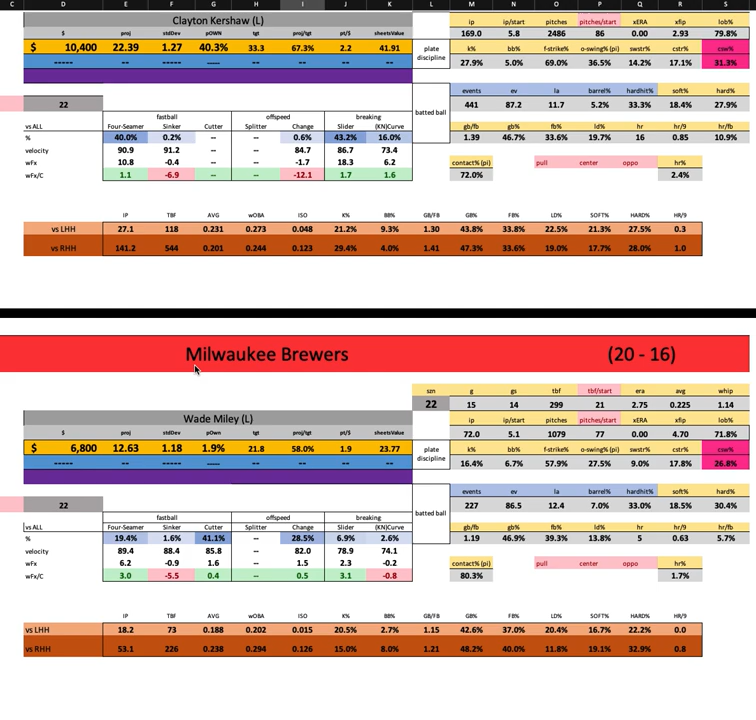 C D E F G H I J K L M N O P Q R S
Clayton Kershaw (L) ip ip/start pitches pitches/start xERA xfip lob%
$ proj stdDev pOWN tgt proj/tgt pt/$ sheetsValue 169.0 5.8 2486 86 0.00 2.93 79.8%
$ 10,400 22.39 1.27 40.3% 33.3 67.3% 2.2 41.91 plate discipline k% bb% f-strike% o-swing% (pi) swstr% cstr% csw%
----- -- -- ___ -- -- -- -- 27.9% 5.0% 69.0% 36.5% 14.2% 17.1% 31.3%
events ev la barrel% hardhit% soft% hard%
22 batted ball 441 87.2 11.7 5.2% 33.3% 18.4% 27.9%
fastball offspeed breaking gb/fb gb% fb% ld% hr hr/9 hr/fb
vs ALL Four-Seamer Sinker Cutter Splitter Change Slider (KN)Curve 1.39 46.7% 33.6% 19.7% 16 0.85 10.9%
% 40.0% 0.2% -- -- 0.6% 43.2% 16.0%
velocity 90.9 91.2 -- -- 84.7 86.7 73.4
wFx 10.8 -0.4 -- -- -1.7 18.3 6.2 contact% (pi) pull center oppo hr%
wFx/C 1.1 -6.9 -- -- -12.1 1.7 1.6 72.0% 2.4%
IP TBF AVG wOBA ISO K% BB% GB/FB GB% FB% LD% SOFT% HARD% HR/9
vs LHH 27.1 118 0.231 0.273 0.048 21.2% 9.3% 1.30 43.8% 33.8% 22.5% 21.3% 27.5% 0.3
vs RHH 141.2 544 0.201 0.244 0.123 29.4% 4.0% 1.41 47.3% 33.6% 19.0% 17.7% 28.0% 1.0
Milwaukee Brewers (20 - 16)
szn g gs tbf tbf/start era avg whip
22 15 14 299 21 2.75 0.225 1.14
Wade Miley (L) ip ip/start pitches pitches/start xERA xfip lob%
$ proj stdDev pOwn tgt proj/tgt pt/$ sheetsValue 72.0 5.1 1079 77 0.00 4.70 71.8%
$ 6,800 12.63 1.18 1.9% 21.8 58.0% 1.9 23.77 plate discipline k% bb% f-strike% o-swing% (pi) swstr% cstr% csw%
----- -- -- ___ -- -- -- -- 16.4% 6.7% 57.9% 27.5% 9.0% 17.8% 26.8%
events ev la barrel% hardhit% soft% hard%
22 batted ball 227 86.5 12.4 7.0% 33.0% 18.5% 30.4%
fastball offspeed breaking gb/fb gb% fb% ld% hr hr/9 hr/fb
vs ALL Four-Seamer Sinker Cutter Splitter Change Slider (KN)Curve 1.19 46.9% 39.3% 13.8% 5 0.63 5.7%
% 19.4% 1.6% 41.1% 28.5% 6.9% 2.6%
velocity 89.4 88.4 85.8 82.0 78.9 74.1
wFx 6.2 -0.9 1.6 1.5 2.3 -0.2 contact% (pi) pull center oppo hr%
wFx/C 3.0 -5.5 0.4 -- 0.5 3.1 -0.8 80.3% 1.7%
IP TBF AVG wOBA ISO K% BB% GB/FB GB% FB% LD% SOFT% HARD% HR/9
vs LHH 18.2 73 0.188 0.202 0.015 20.5% 2.7% 1.15 42.6% 37.0% 20.4% 16.7% 22.2% 0.0
vs RHH 53.1 226 0.238 0.294 0.126 15.0% 8.0% 1.21 48.2% 40.0% 11.8% 19.1% 32.9% 0.8